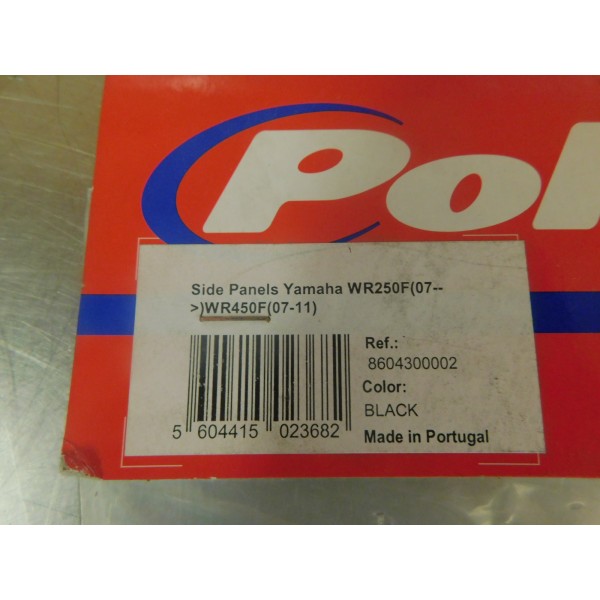 Pol
Side Panels Yamaha WR250F(07--
>)WR450F(07-11)
Ref.:
8604300002
Color:
BLACK
Made in Portugal
5 604415 023682